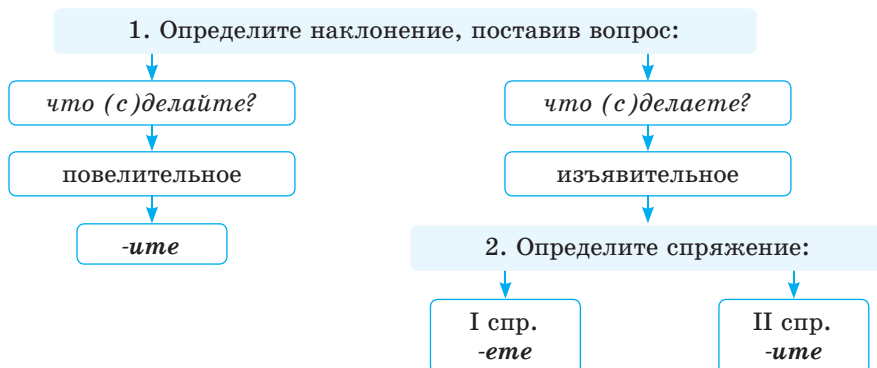 1. Определите наклонение, поставив вопрос:
что (с)делайте?
что (с)делаете?
повелительное
изъявительное
-ите
2. Определите спряжение:
I спр.
-ете
II спр.
-ите